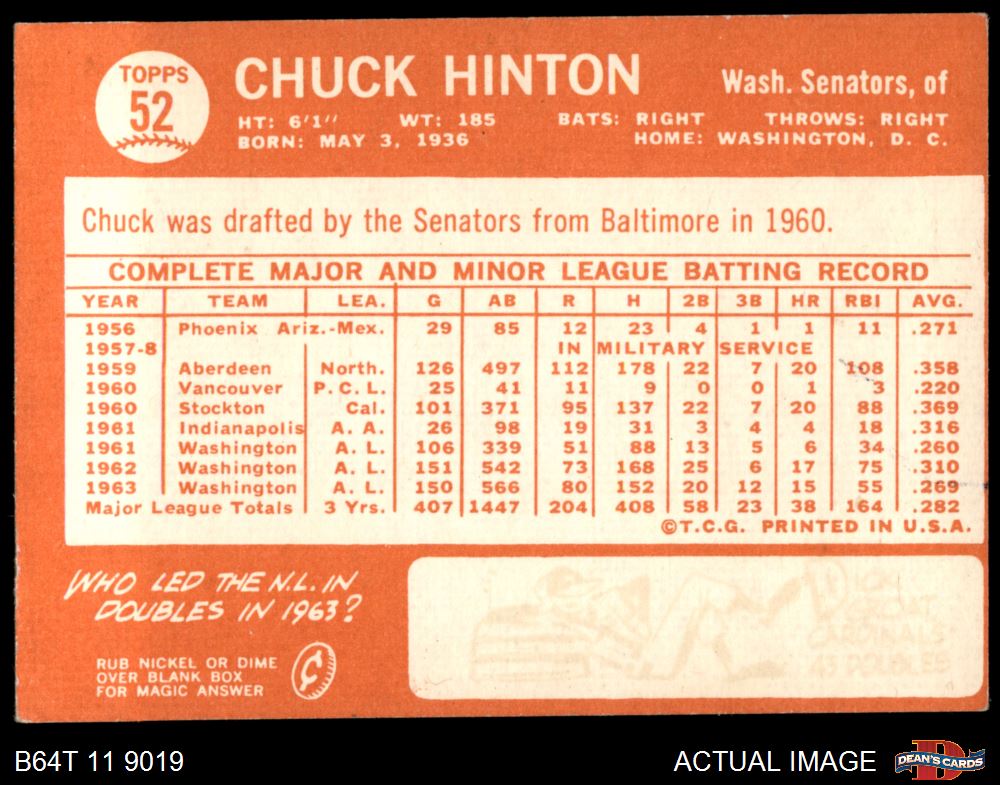 TOPPS
52
CHUCK HINTON
Wash. Senators, of
HT: 6'1" WT: 185 BATS: RIGHT THROWS: RIGHT
BORN: MAY 3, 1936 HOME: WASHINGTON, D. C.
Chuck was drafted by the Senators from Baltimore in 1960.
COMPLETE MAJOR AND MINOR LEAGUE BATTING RECORD
YEAR TEAM LEA. G AB R H 2B 3B HR RBI AVG.
1956 Phoenix Ariz.-Mex. 29 85 12 23 4 1 1 11 .271
1957-8 IN MILITARY SERVICE
1959 Aberdeen North. 126 497 112 178 22 7 20 108 .358
1960 Vancouver P.C.L. 25 41 11 9 0 0 1 3 .220
1960 Stockton Cal. 101 371 95 137 22 7 20 88 .369
1961 Indianapolis A. A. 26 98 19 31 3 4 4 18 .316
1961 Washington A. L. 106 339 51 88 13 5 6 34 .260
1962 Washington A. L. 151 542 73 168 25 6 17 75 .310
1963 Washington A. L. 150 566 80 152 20 12 15 55 .269
Major League Totals 3 Yrs. 407 1447 204 408 58 23 38 164 .282
©T.C.G. PRINTED IN U.S.A.
WHO LED THE N.L. IN
DOUBLES IN 1963?
RUB NICKEL OR DIME
OVER BLANK BOX
FOR MAGIC ANSWER
CARDINALS
43 DOUBLES
B64T 11 9019
ACTUAL IMAGE
DEAN'S CARDS